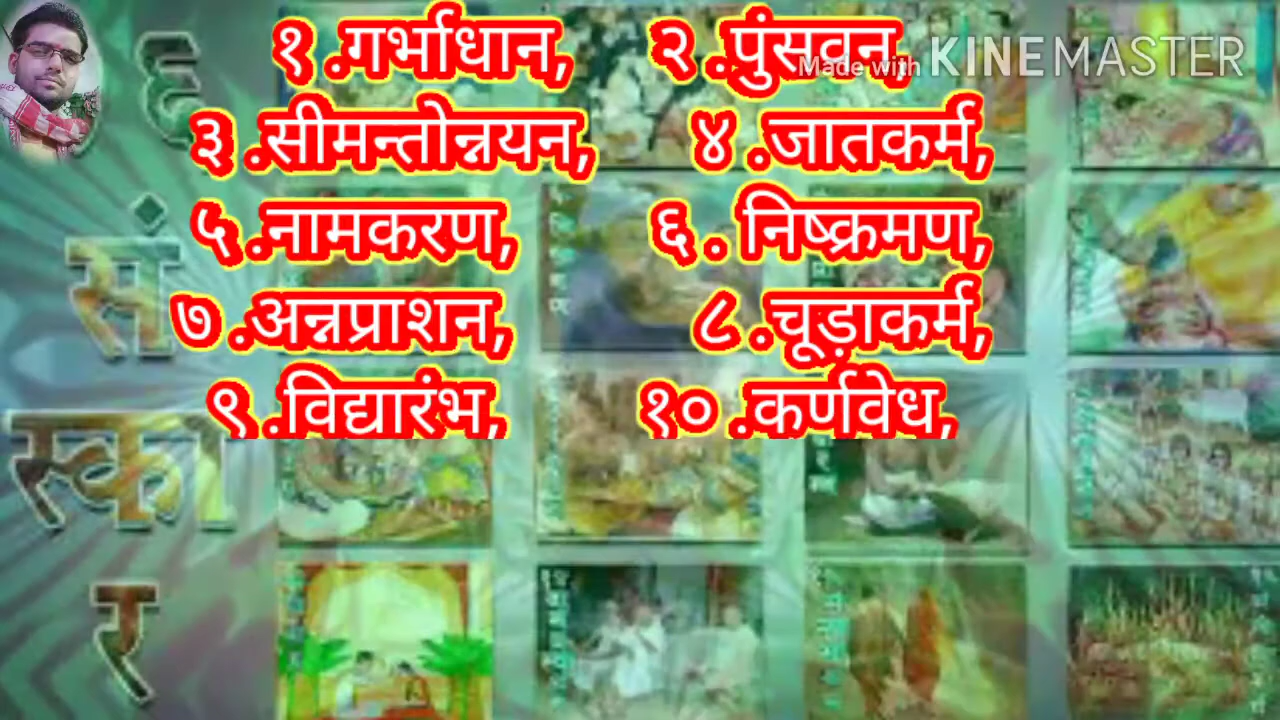 १ .गर्भाधान, २ .पुंसवन,
Made with KINEMASTER
३ .सीमन्तोन्नयन, ४ .जातकर्म,
५ .नामकरण, ६ . निष्क्रमण,
७ .अन्नप्राशन, ८ .चूड़ाकर्म,
९ .विद्यारंभ, १० .कर्णवेध,
ह
सं
स्का
र